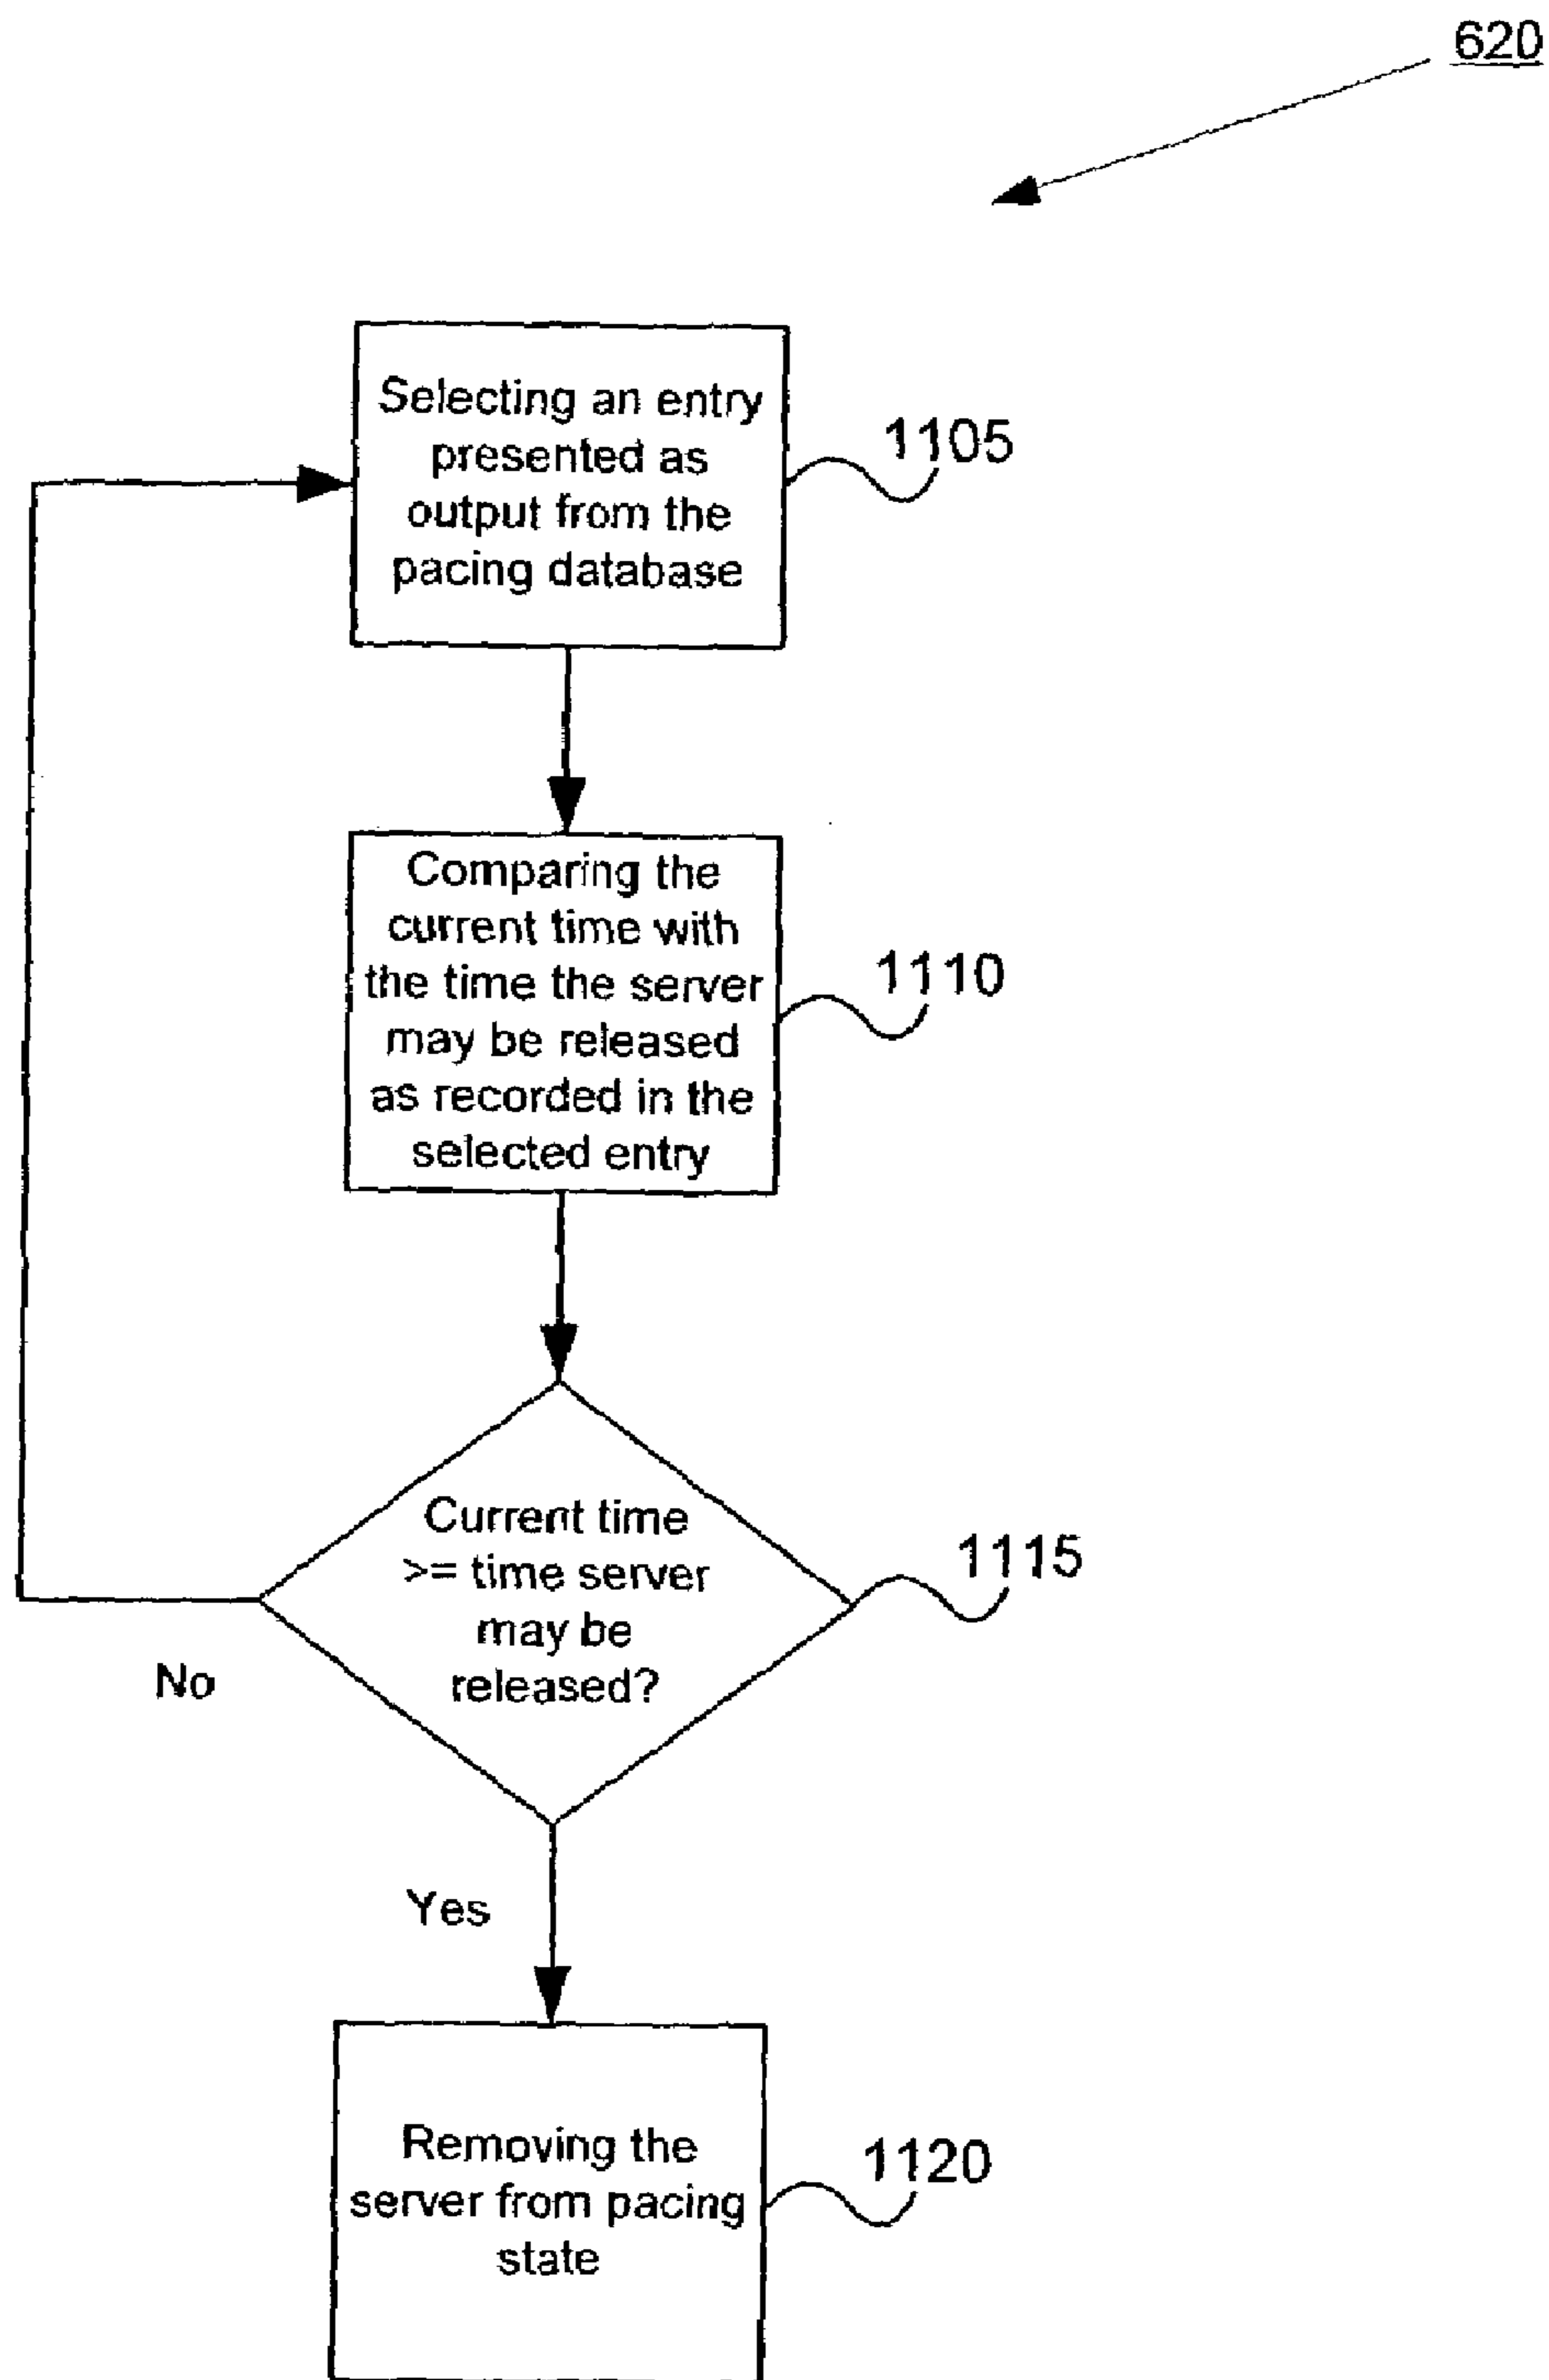 620
Selecting an entry
presented as
output from the
pacing database
1105
Comparing the
current time with
the time the server
may be released
as recorded in the
selected entry
1110
Current time
>= time server
may be
released?
1115
No
Yes
Removing the
server from pacing
state
1120